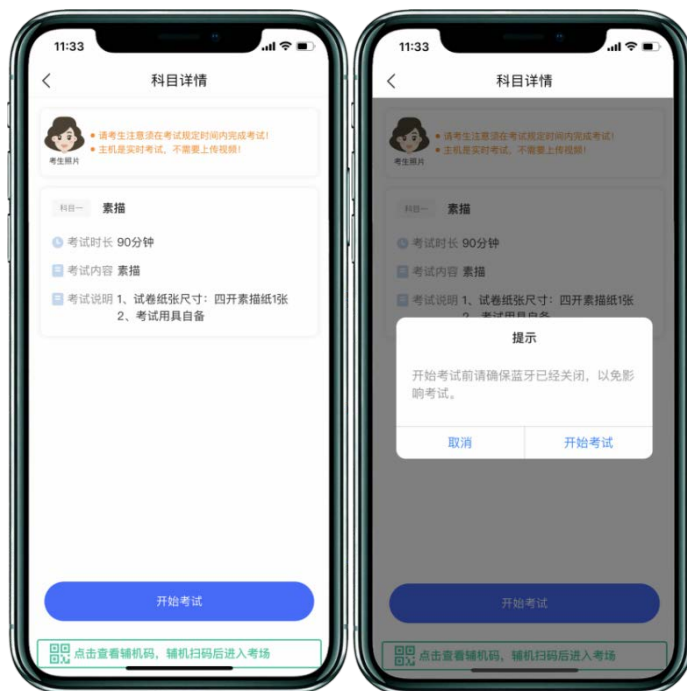 11:33
科目详情
• 请考生注意须在考试规定时间内完成考试!
• 主机是实时考试，不需要上传视频!
考生照片
科目一 素描
考试时长 90分钟
考试内容 素描
考试说明 1、试卷纸张尺寸：四开素描纸1张
2、考试用具自备
开始考试
点击查看辅机码，辅机扫码后进入考场
11:33
科目详情
• 请考生注意须在考试规定时间内完成考试!
• 主机是实时考试，不需要上传视频!
考生照片
科目一 素描
考试时长 90分钟
考试内容 素描
考试说明 1、试卷纸张尺寸：四开素描纸1张
2、考试用具自备
提示
开始考试前请确保蓝牙已经关闭，以免影
响考试。
取消 开始考试
开始考试
点击查看辅机码，辅机扫码后进入考场